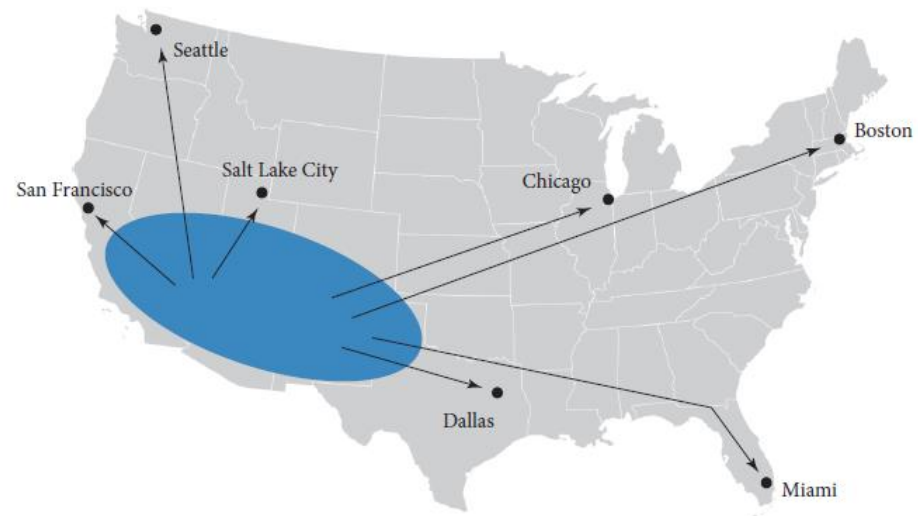 Seattle
Boston
Salt Lake City
Chicago
San Francisco
Dallas
Miami